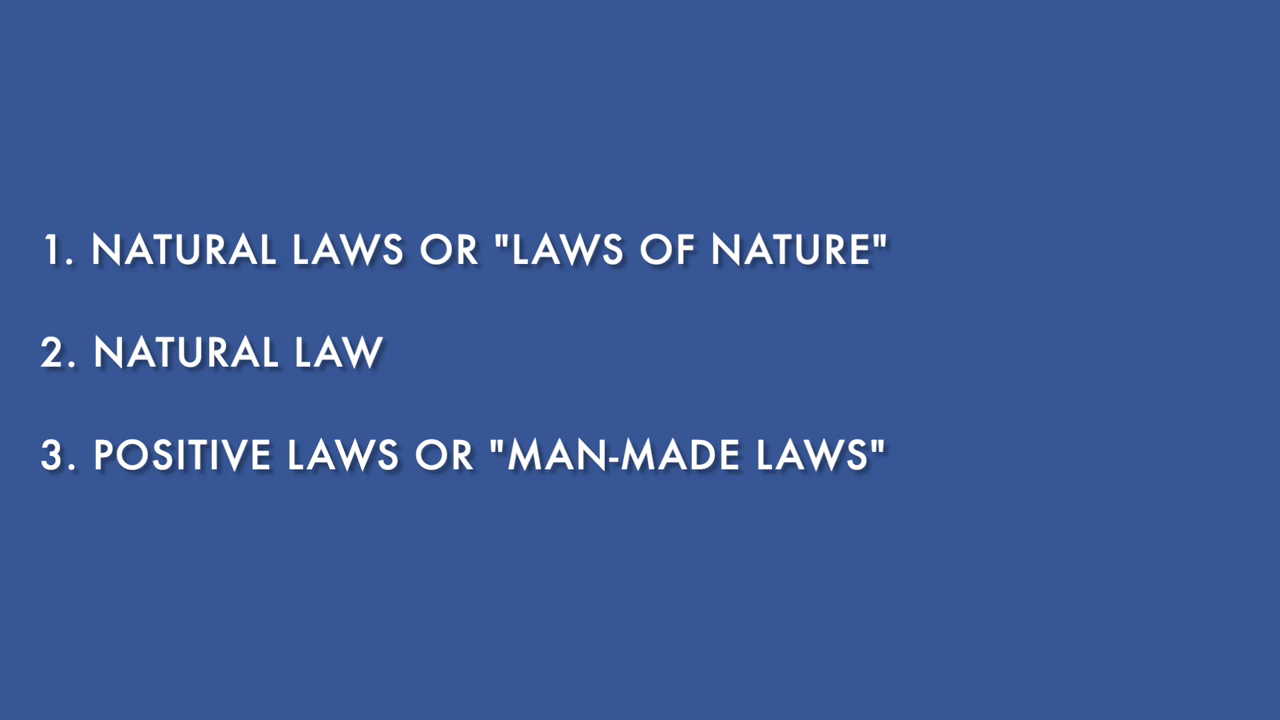 1. NATURAL LAWS OR "LAWS OF NATURE"
2. NATURAL LAW
3. POSITIVE LAWS OR "MAN-MADE LAWS"